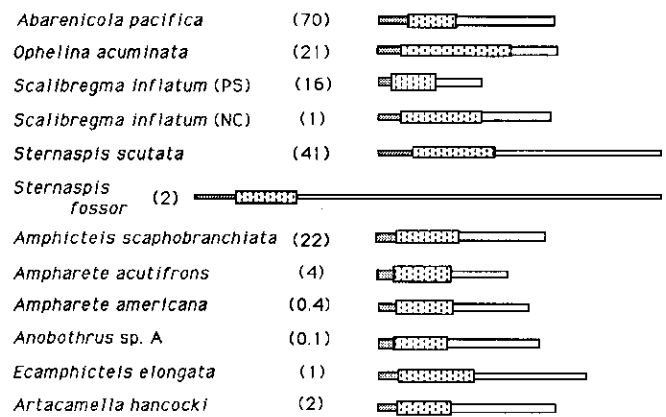 Abarenicola pacifica (70)
Ophelina acuminata (21)
Scalibregma inflatum (PS) (16)
Scalibregma inflatum (NC) (1)
Sternaspis scutata (41)
Sternaspis
fossor (2)
Amphicteis scaphobranchiata (22)
Ampharete acutifrons (4)
Ampharete americana (0.4)
Anobothrus sp. A (0.1)
Ecamphicteis elongata (1)
Artacamella hancocki (2)